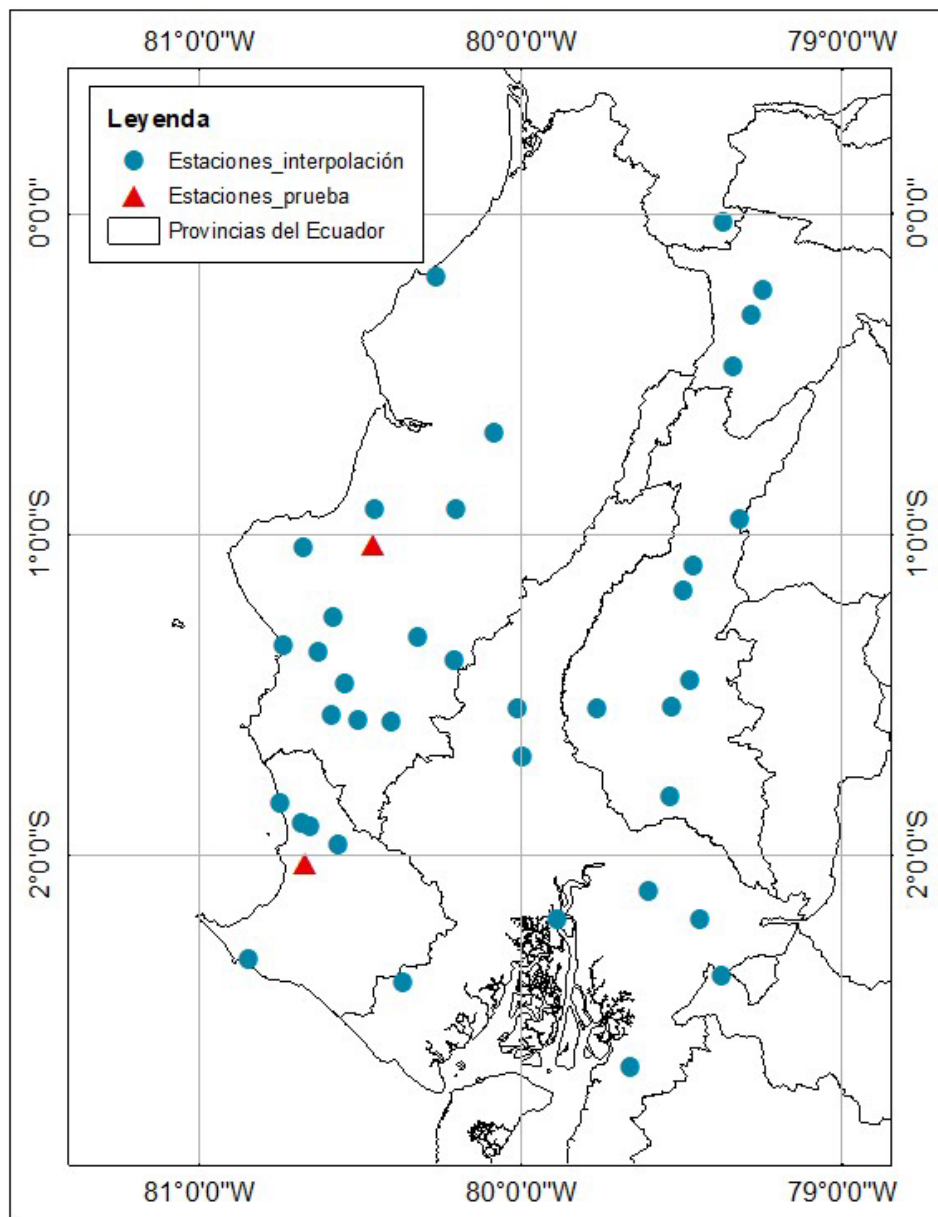 81°0'0"W 80°0'0"W 79°0'0"W
Leyenda
Estaciones_interpolación
Estaciones_prueba
Provincias del Ecuador
0°0'0" 0°0'0"
1°0'0"S 1°0'0"S
2°0'0"S 2°0'0"S
81°0'0"W 80°0'0"W 79°0'0"W